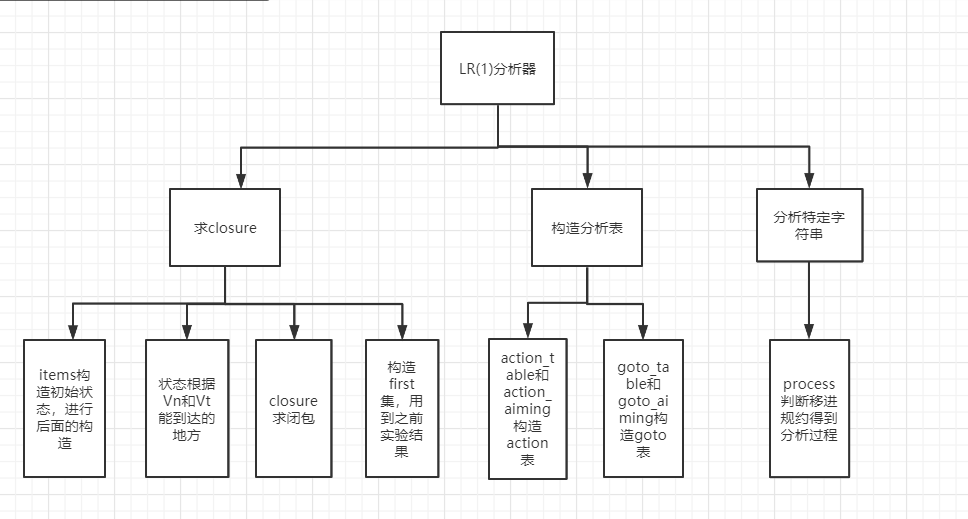 LR(1)分析器
求closure
构造分析表
分析特定字
符串
items构
造初始状
态，进行
后面的构
造
状态根据
Vn和Vt
能到达的
地方
closure
求闭包
构造
first
集，用
到之前
实验结
果
action_t
able和
action_
aiming
构造
action
表
goto_ta
ble和
goto_ai
ming构
造goto
表
process
判断移进
规约得到
分析过程